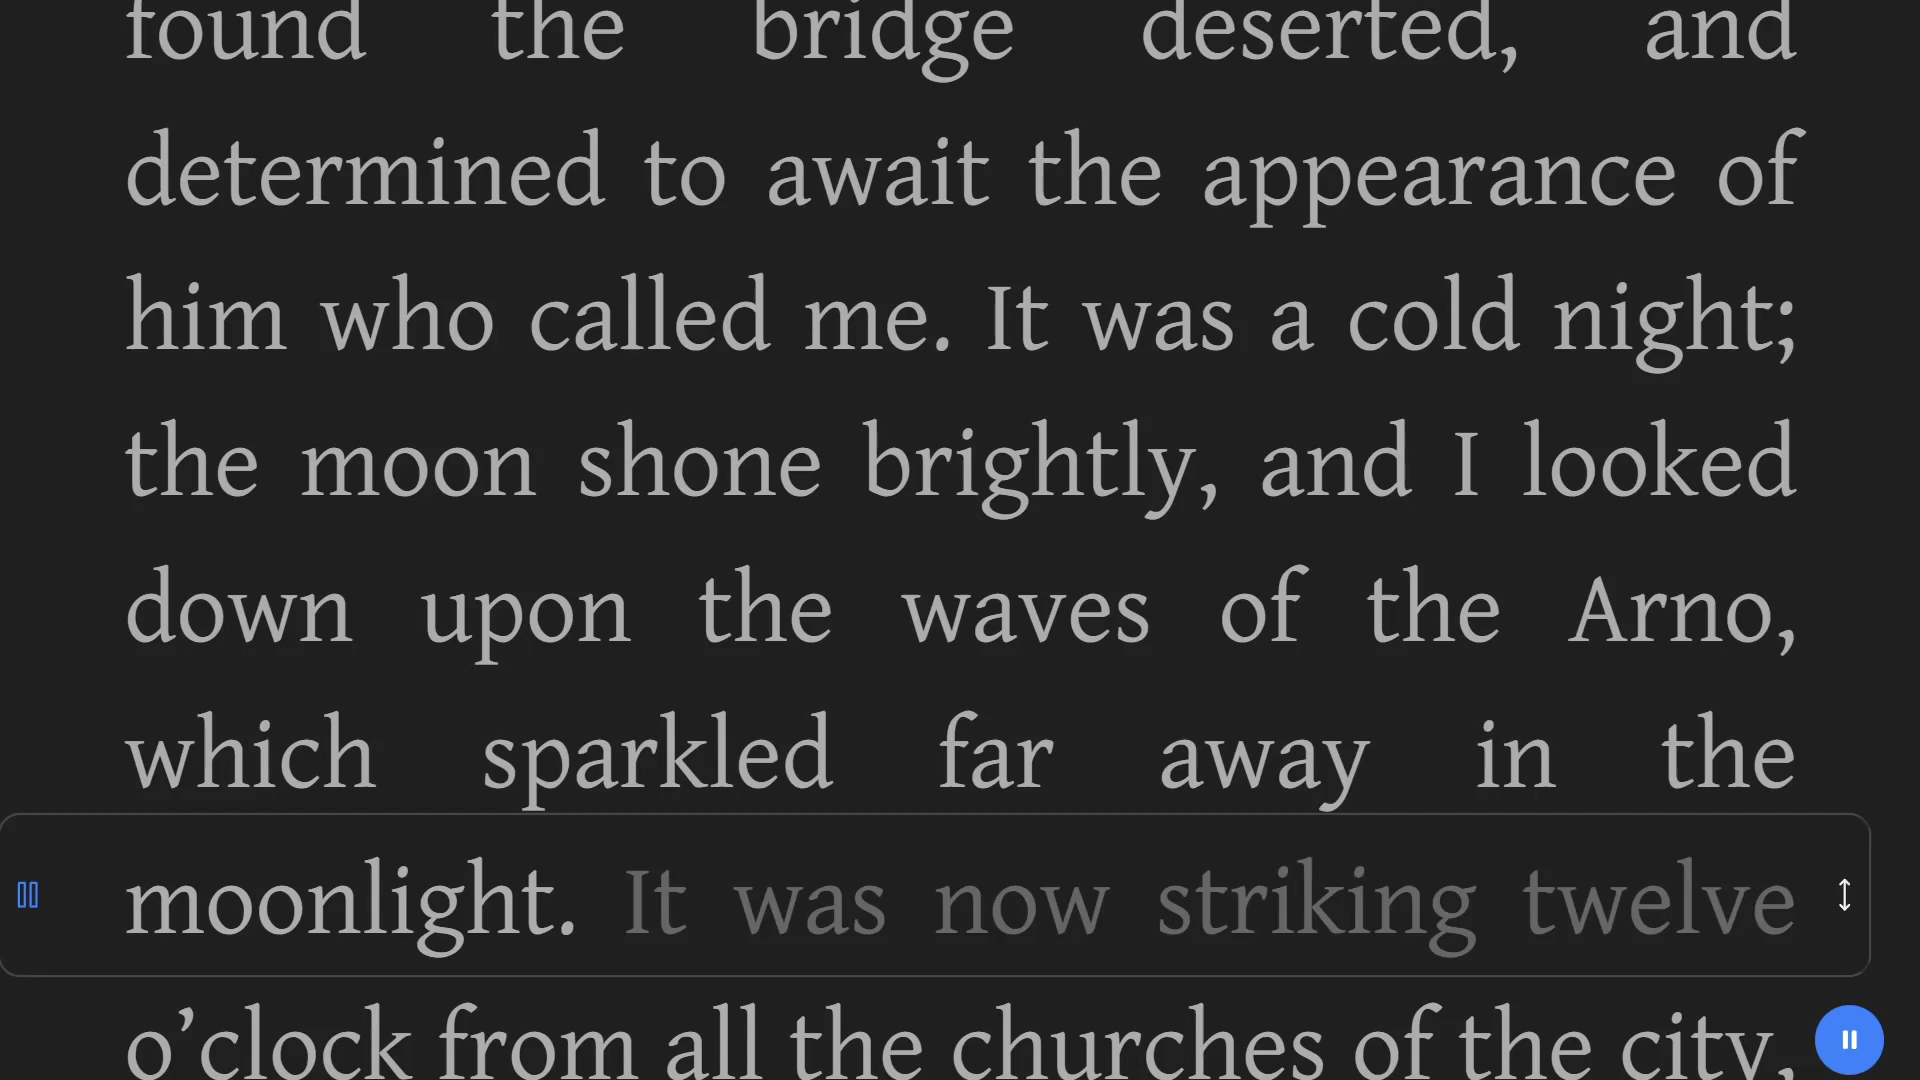 found the bridge deserted, and
determined to await the appearance of
him who called me. It was a cold night;
the moon shone brightly, and I looked
down upon the waves of the Arno,
which sparkled far away in the
moonlight. It was now striking twelve
o’clock from all the churches of the city,